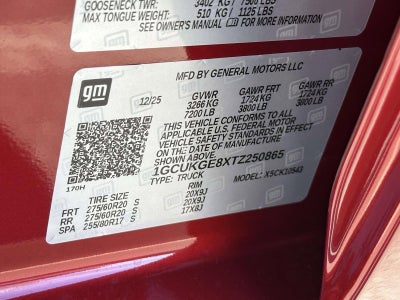 GOOSENECK TWR: 3402 KG / 7500 LBS
MAX TONGUE WEIGHT: 510 KG / 1125 LBS
SEE OWNER'S MANUAL FOR MORE INFORMATION
gm
MFD BY GENERAL MOTORS LLC
12/25 GVWR GAWR FRT GAWR RR
3266 KG 1724 KG 1724 KG
7200 LB 3800 LB 3800 LB
THIS VEHICLE CONFORMS TO ALL
APPLICABLE U.S. FEDERAL MOTOR
VEHICLE SAFETY STANDARDS IN
EFFECT ON THE DATE OF
MANUFACTURE SHOWN ABOVE.
1GCUKGE8XTZ250865
170H TYPE: TRUCK MODEL: X5CK10543
TIRE SIZE RIM
FRT 275/60R20 S 20X9J
RR 275/60R20 S 20X9J
SPA 255/80R17 S 17X8J